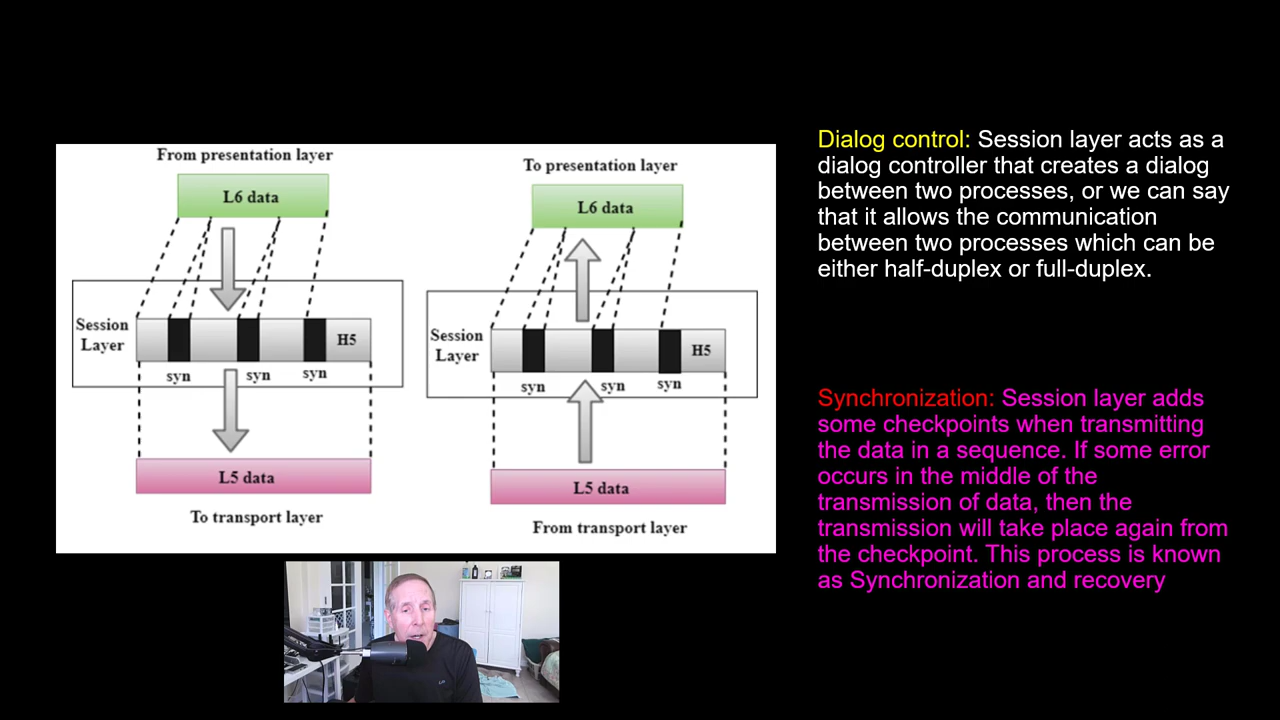 From presentation layer
L6 data
Session
Layer
H5
syn
syn
syn
L5 data
To transport layer
To presentation layer
L6 data
Session
Layer
H5
syn
syn
syn
L5 data
From transport layer
Dialog control: Session layer acts as a
dialog controller that creates a dialog
between two processes, or we can say
that it allows the communication
between two processes which can be
either half-duplex or full-duplex.
Synchronization: Session layer adds
some checkpoints when transmitting
the data in a sequence. If some error
occurs in the middle of the
transmission of data, then the
transmission will take place again from
the checkpoint. This process is known
as Synchronization and recovery